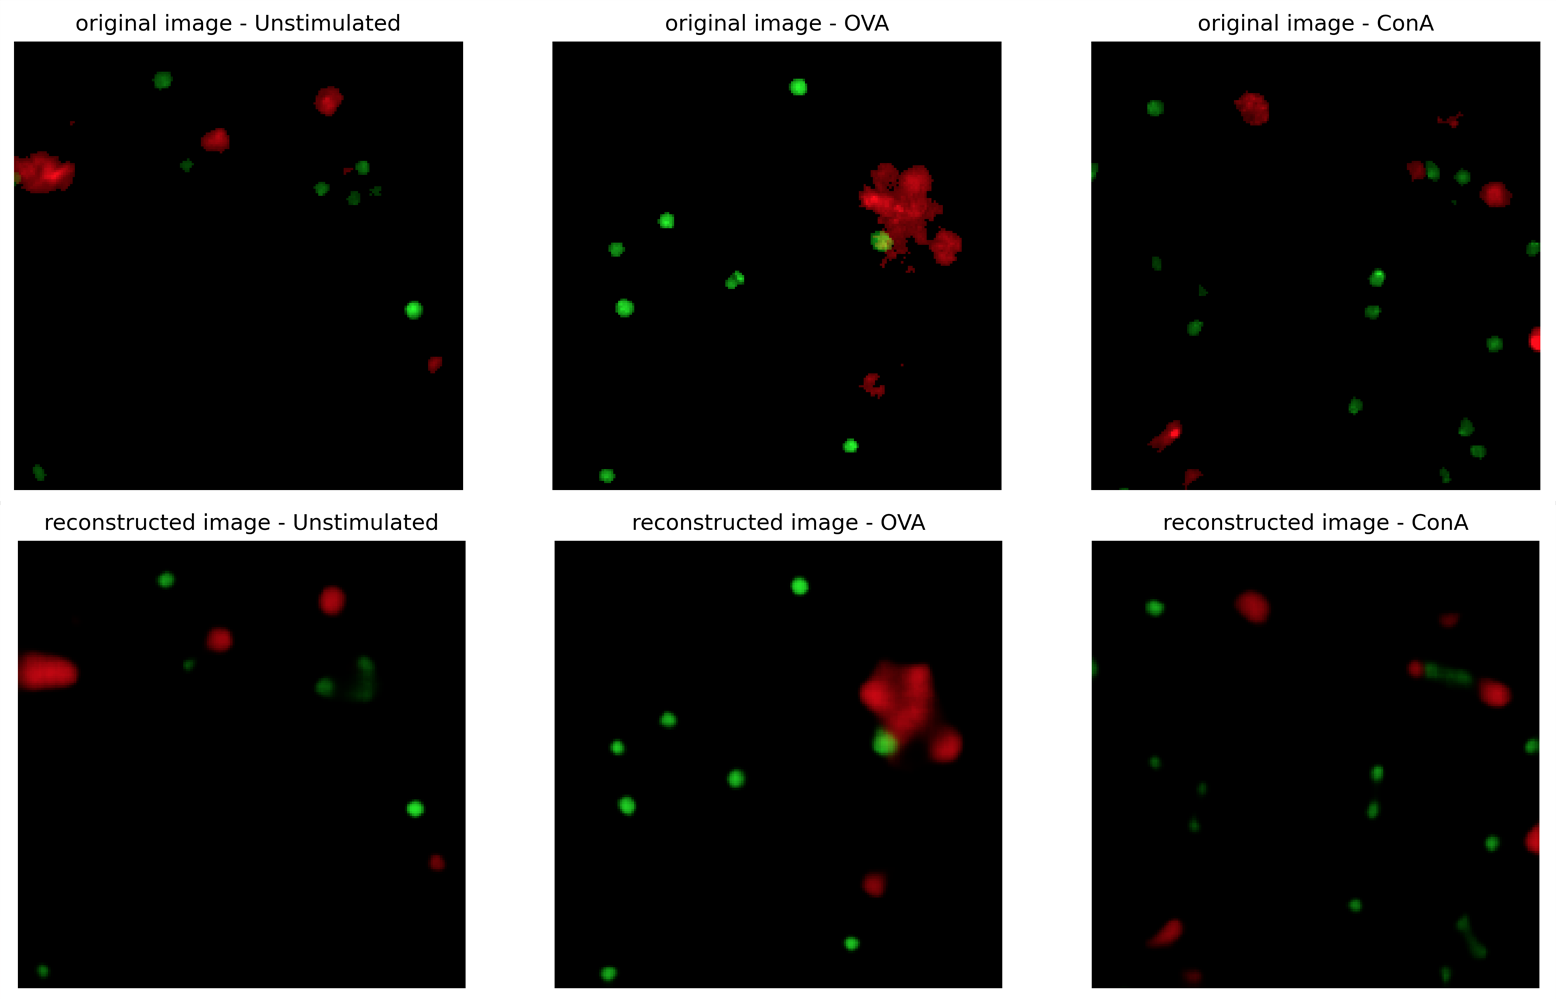 original image - Unstimulated
original image - OVA
original image - ConA
reconstructed image - Unstimulated
reconstructed image - OVA
reconstructed image - ConA